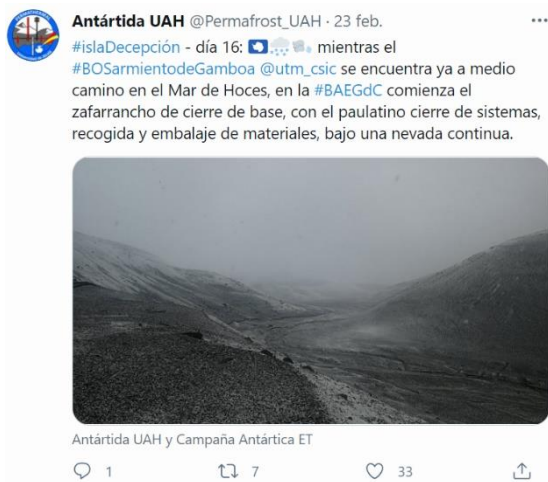 Antártida UAH @Permafrost_UAH · 23 feb.
#islaDecepción - día 16: mientras el
#BOSarmientodeGamboa @utm_csic se encuentra ya a medio
camino en el Mar de Hoces, en la #BAEGdC comienza el
zafarrancho de cierre de base, con el paulatino cierre de sistemas,
recogida y embalaje de materiales, bajo una nevada continua.
Antártida UAH y Campaña Antártica ET
1 7 33